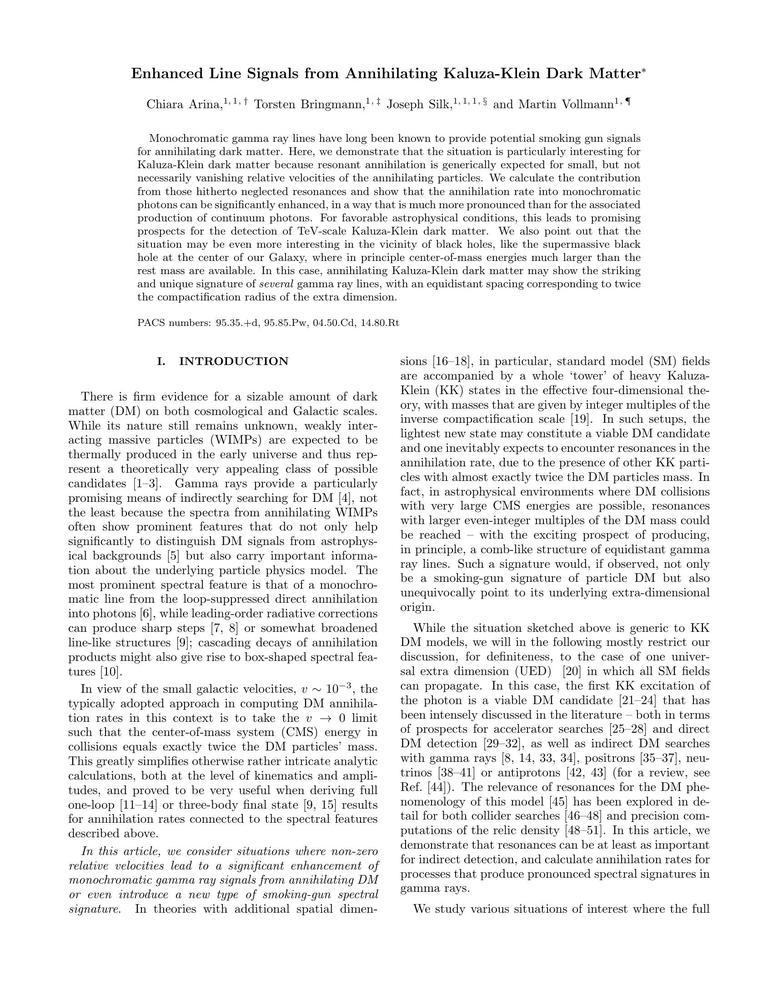 Enhanced Line Signals from Annihilating Kaluza-Klein Dark Matter*
Chiara Arina,1, 1, † Torsten Bringmann,1, ‡ Joseph Silk,1, 1, 1, § and Martin Vollmann1, ¶
Monochromatic gamma ray lines have long been known to provide potential smoking gun signals
for annihilating dark matter. Here, we demonstrate that the situation is particularly interesting for
Kaluza-Klein dark matter because resonant annihilation is generically expected for small, but not
necessarily vanishing relative velocities of the annihilating particles. We calculate the contribution
from those hitherto neglected resonances and show that the annihilation rate into monochromatic
photons can be significantly enhanced, in a way that is much more pronounced than for the associated
production of continuum photons. For favorable astrophysical conditions, this leads to promising
prospects for the detection of TeV-scale Kaluza-Klein dark matter. We also point out that the
situation may be even more interesting in the vicinity of black holes, like the supermassive black
hole at the center of our Galaxy, where in principle center-of-mass energies much larger than the
rest mass are available. In this case, annihilating Kaluza-Klein dark matter may show the striking
and unique signature of several gamma ray lines, with an equidistant spacing corresponding to twice
the compactification radius of the extra dimension.
PACS numbers: 95.35.+d, 95.85.Pw, 04.50.Cd, 14.80.Rt
I. INTRODUCTION
There is firm evidence for a sizable amount of dark
matter (DM) on both cosmological and Galactic scales.
While its nature still remains unknown, weakly inter-
acting massive particles (WIMPs) are expected to be
thermally produced in the early universe and thus rep-
resent a theoretically very appealing class of possible
candidates [1–3]. Gamma rays provide a particularly
promising means of indirectly searching for DM [4], not
the least because the spectra from annihilating WIMPs
often show prominent features that do not only help
significantly to distinguish DM signals from astrophys-
ical backgrounds [5] but also carry important informa-
tion about the underlying particle physics model. The
most prominent spectral feature is that of a monochro-
matic line from the loop-suppressed direct annihilation
into photons [6], while leading-order radiative corrections
can produce sharp steps [7, 8] or somewhat broadened
line-like structures [9]; cascading decays of annihilation
products might also give rise to box-shaped spectral fea-
tures [10].
In view of the small galactic velocities, v ∼ 10−3, the
typically adopted approach in computing DM annihila-
tion rates in this context is to take the v → 0 limit
such that the center-of-mass system (CMS) energy in
collisions equals exactly twice the DM particles' mass.
This greatly simplifies otherwise rather intricate analytic
calculations, both at the level of kinematics and ampli-
tudes, and proved to be very useful when deriving full
one-loop [11–14] or three-body final state [9, 15] results
for annihilation rates connected to the spectral features
described above.
In this article, we consider situations where non-zero
relative velocities lead to a significant enhancement of
monochromatic gamma ray signals from annihilating DM
or even introduce a new type of smoking-gun spectral
signature. In theories with additional spatial dimen-
sions [16–18], in particular, standard model (SM) fields
are accompanied by a whole 'tower' of heavy Kaluza-
Klein (KK) states in the effective four-dimensional the-
ory, with masses that are given by integer multiples of the
inverse compactification scale [19]. In such setups, the
lightest new state may constitute a viable DM candidate
and one inevitably expects to encounter resonances in the
annihilation rate, due to the presence of other KK parti-
cles with almost exactly twice the DM particles mass. In
fact, in astrophysical environments where DM collisions
with very large CMS energies are possible, resonances
with larger even-integer multiples of the DM mass could
be reached – with the exciting prospect of producing,
in principle, a comb-like structure of equidistant gamma
ray lines. Such a signature would, if observed, not only
be a smoking-gun signature of particle DM but also
unequivocally point to its underlying extra-dimensional
origin.
While the situation sketched above is generic to KK
DM models, we will in the following mostly restrict our
discussion, for definiteness, to the case of one univer-
sal extra dimension (UED) [20] in which all SM fields
can propagate. In this case, the first KK excitation of
the photon is a viable DM candidate [21–24] that has
been intensely discussed in the literature – both in terms
of prospects for accelerator searches [25–28] and direct
DM detection [29–32], as well as indirect DM searches
with gamma rays [8, 14, 33, 34], positrons [35–37], neu-
trinos [38–41] or antiprotons [42, 43] (for a review, see
Ref. [44]). The relevance of resonances for the DM phe-
nomenology of this model [45] has been explored in de-
tail for both collider searches [46–48] and precision com-
putations of the relic density [48–51]. In this article, we
demonstrate that resonances can be at least as important
for indirect detection, and calculate annihilation rates for
processes that produce pronounced spectral signatures in
gamma rays.
We study various situations of interest where the full